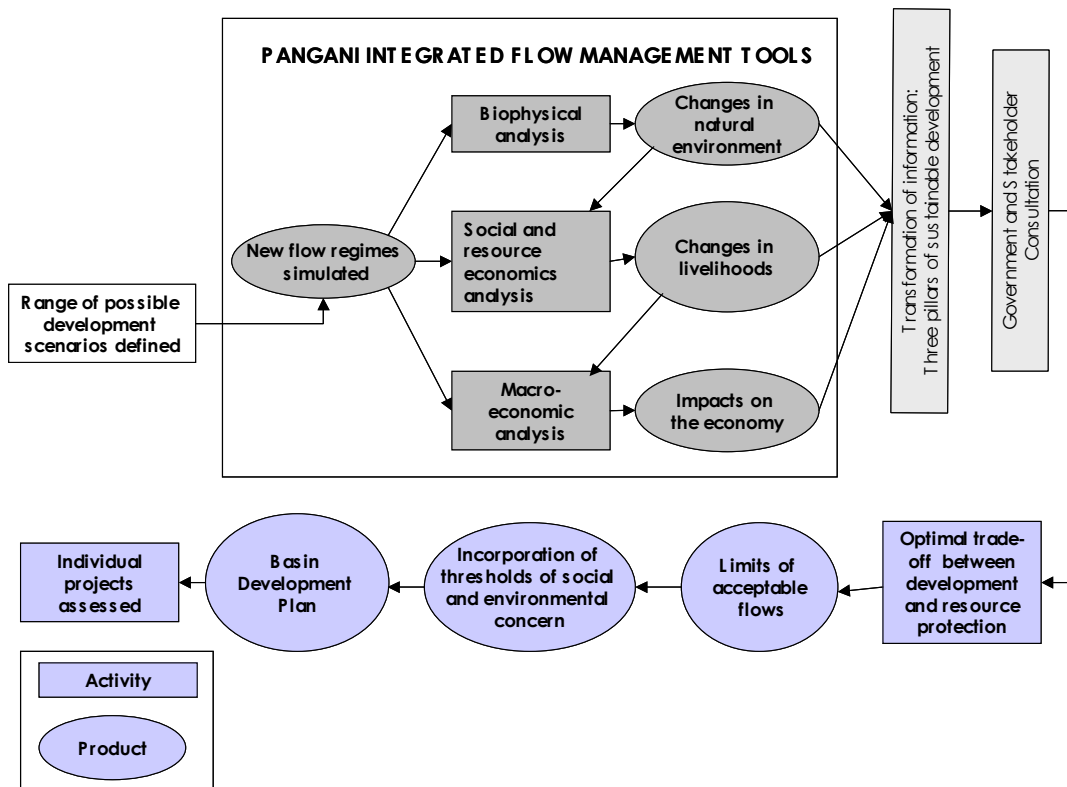 PANGANI INTEGRATED FLOW MANAGEMENT TOOLS
Biophysical
analysis
Changes in
natural
environment
New flow regimes
simulated
Social and
resource
economics
analysis
Changes in
livelihoods
Range of possible
development
scenarios defined
Macro-
economic
analysis
Impacts on
the economy
Transformation of information:
Three pillars of sustainable development
Government and Stakeholder
Consultation
Optimal trade-
off between
development
and resource
protection
Limits of
acceptable
flows
Incorporation of
thresholds of social
and environmental
concern
Basin
Development
Plan
Individual
projects
assessed
Activity
Product